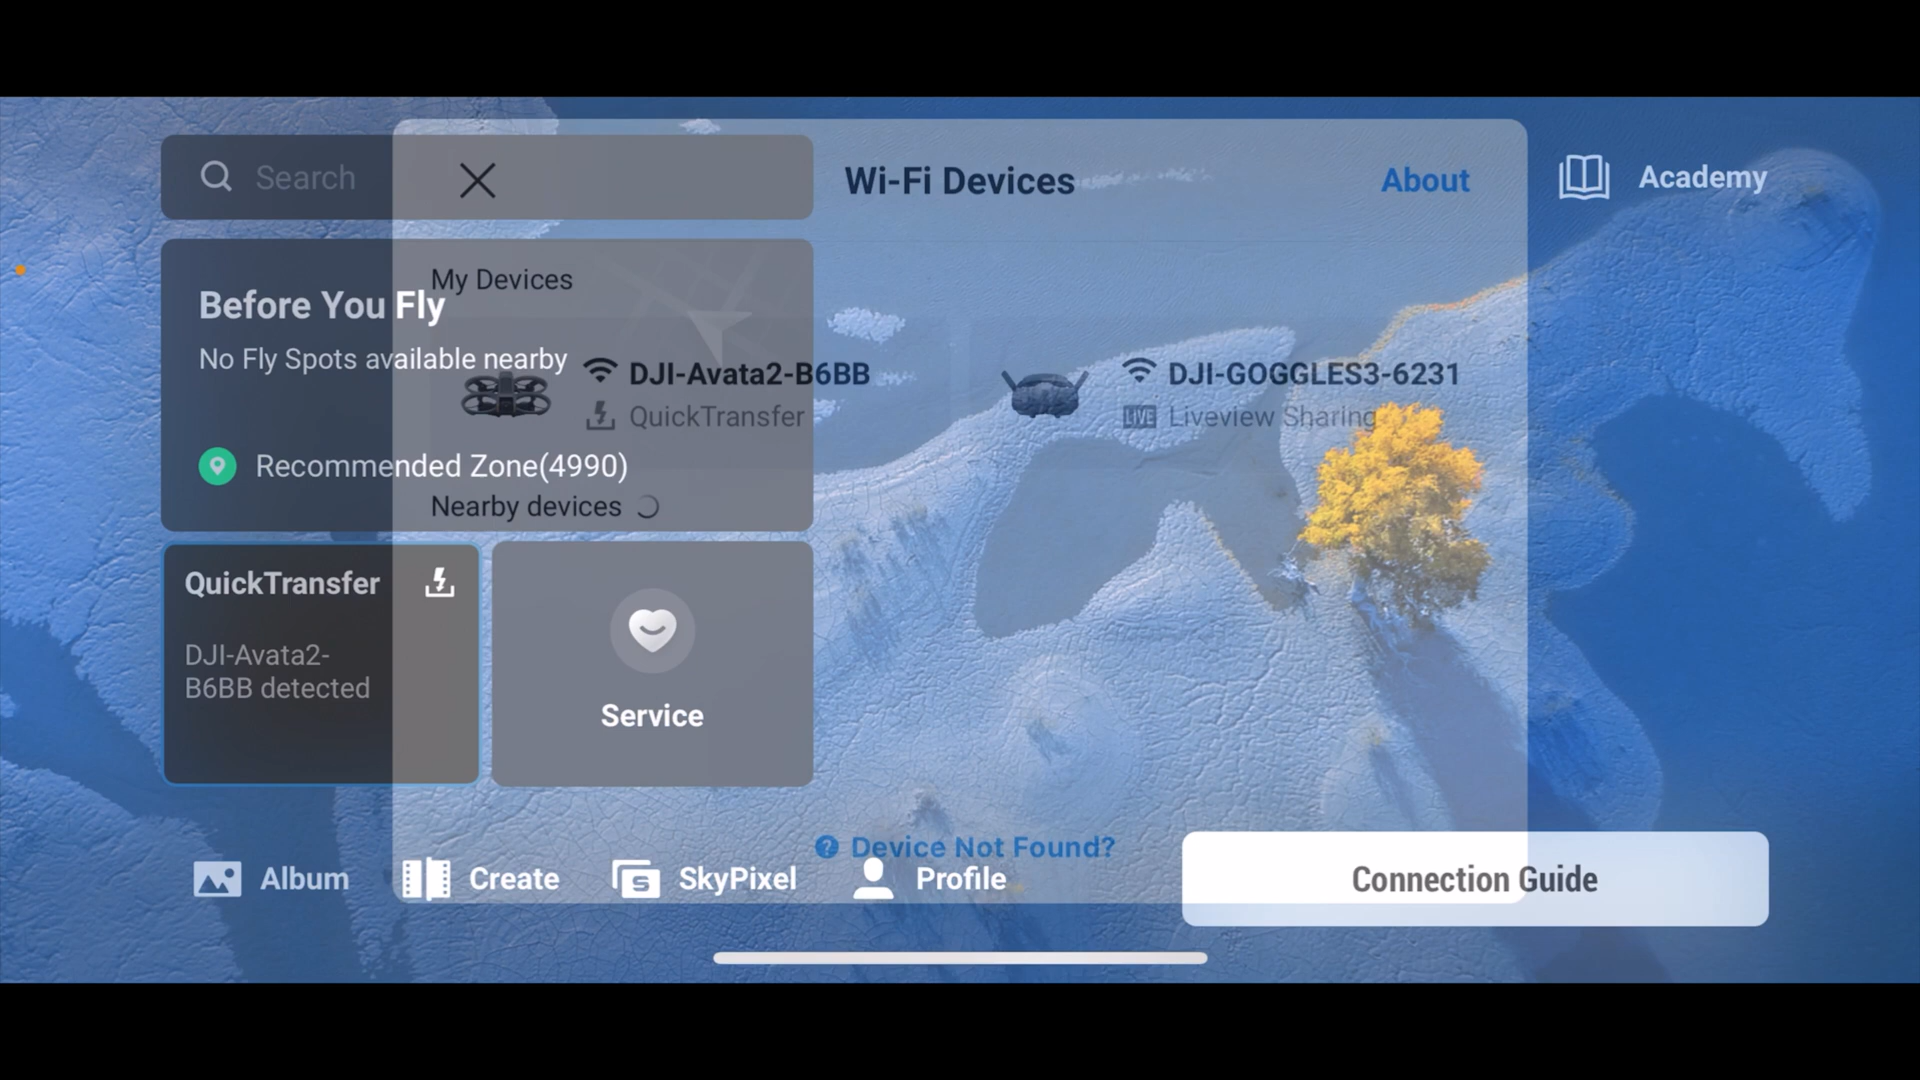 Search
Wi-Fi Devices
About
Academy
My Devices
Before You Fly
No Fly Spots available nearby
DJI-Avata2-B6BB
QuickTransfer
DJI-GOGGLES3-6231
LIVE Liveview Sharing
Recommended Zone(4990)
Nearby devices
QuickTransfer
DJI-Avata2-
B6BB detected
Service
? Device Not Found?
Album
Create
S SkyPixel
Profile
Connection Guide